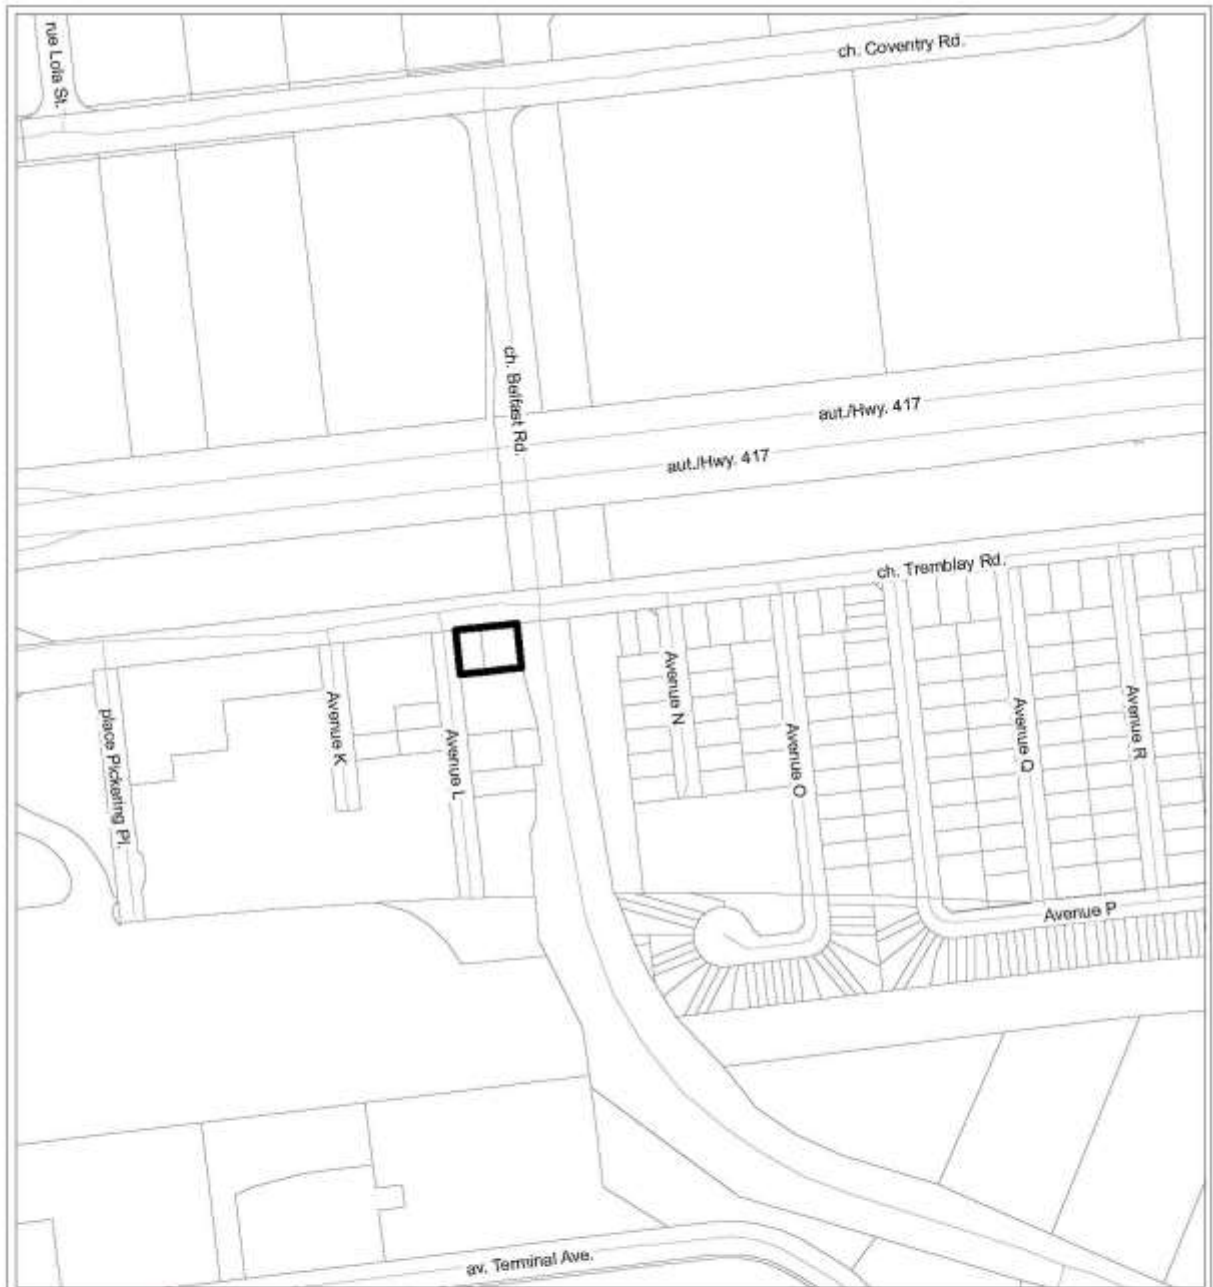 rue Lola St.
ch. Coventry Rd.
ch. Belfast Rd.
aut./Hwy. 417
aut./Hwy. 417
ch. Tremblay Rd.
place Pickering Pl.
Avenue K
Avenue L
Avenue N
Avenue O
Avenue Q
Avenue R
Avenue P
av. Terminal Ave.